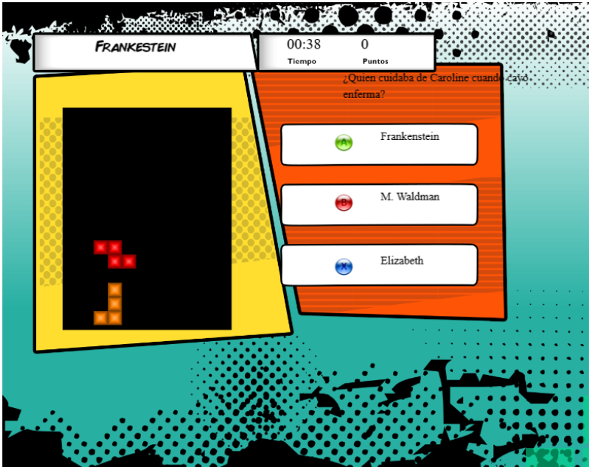 FRANKESTEIN
00:38 0
Tiempo Puntos
¿Quien cuidaba de Caroline cuando cayó
enferma?
A Frankenstein
B M. Waldman
X Elizabeth